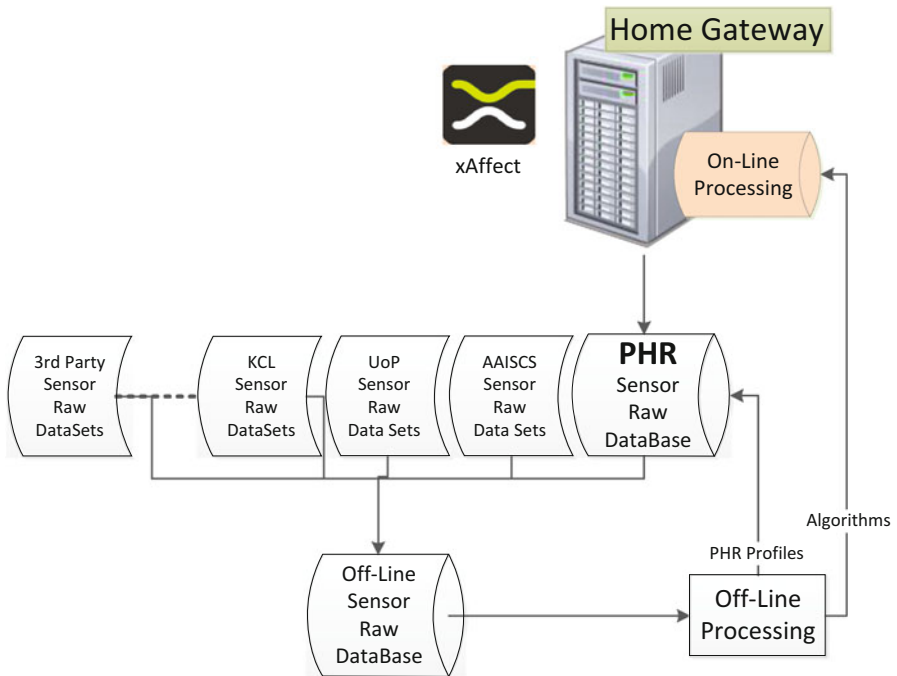 Home Gateway
xAffect
On-Line
Processing
3rd Party
Sensor
Raw
DataSets
KCL
Sensor
Raw
DataSets
UoP
Sensor
Raw
Data Sets
AAISCS
Sensor
Raw
Data Sets
PHR
Sensor
Raw
DataBase
Algorithms
PHR Profiles
Off-Line
Sensor
Raw
DataBase
Off-Line
Processing